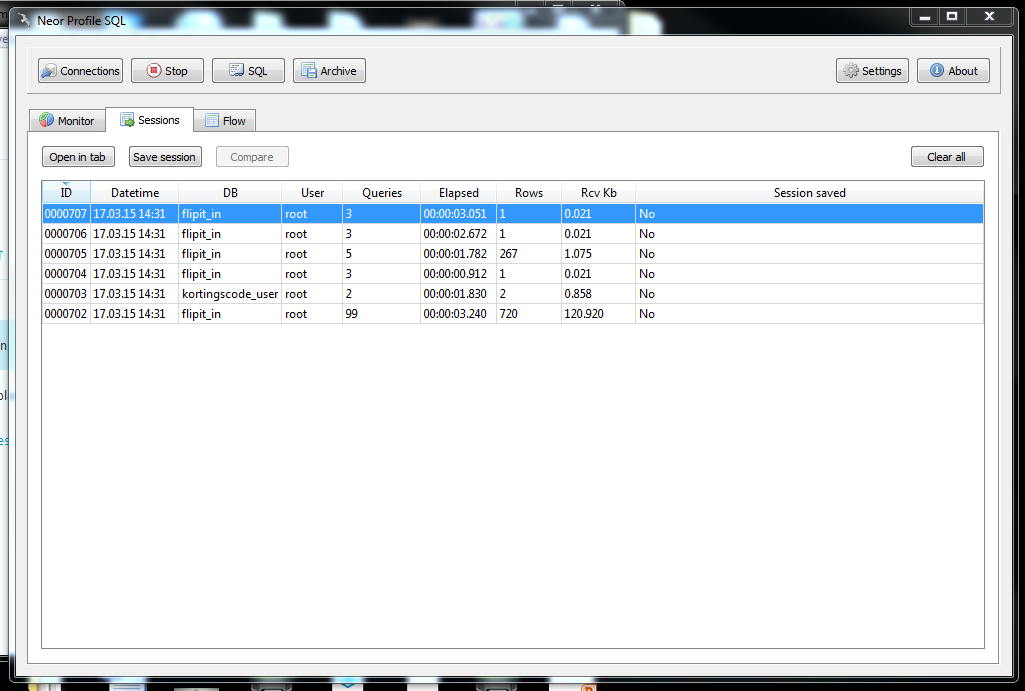 Neor Profile SQL
Connections Stop SQL Archive Settings About
Monitor Sessions Flow
Open in tab Save session Compare Clear all
ID Datetime DB User Queries Elapsed Rows Rcv Kb Session saved
0000707 17.03.15 14:31 flipit_in root 3 00:00:03.051 1 0.021 No
0000706 17.03.15 14:31 flipit_in root 3 00:00:02.672 1 0.021 No
0000705 17.03.15 14:31 flipit_in root 5 00:00:01.782 267 1.075 No
0000704 17.03.15 14:31 flipit_in root 3 00:00:00.912 1 0.021 No
0000703 17.03.15 14:31 kortingscode_user root 2 00:00:01.830 2 0.858 No
0000702 17.03.15 14:31 flipit_in root 99 00:00:03.240 720 120.920 No